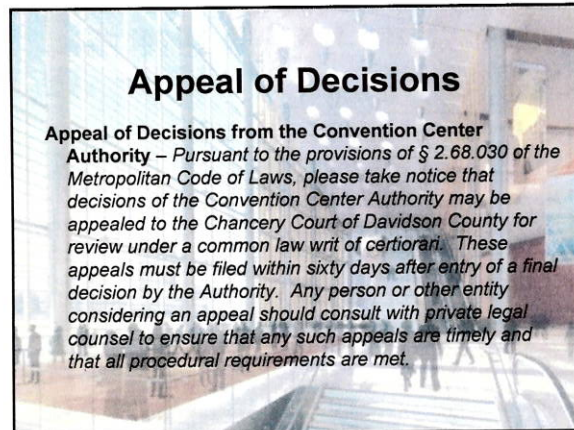 Appeal of Decisions
Appeal of Decisions from the Convention Center
Authority – Pursuant to the provisions of § 2.68.030 of the
Metropolitan Code of Laws, please take notice that
decisions of the Convention Center Authority may be
appealed to the Chancery Court of Davidson County for
review under a common law writ of certiorari. These
appeals must be filed within sixty days after entry of a final
decision by the Authority. Any person or other entity
considering an appeal should consult with private legal
counsel to ensure that any such appeals are timely and
that all procedural requirements are met.